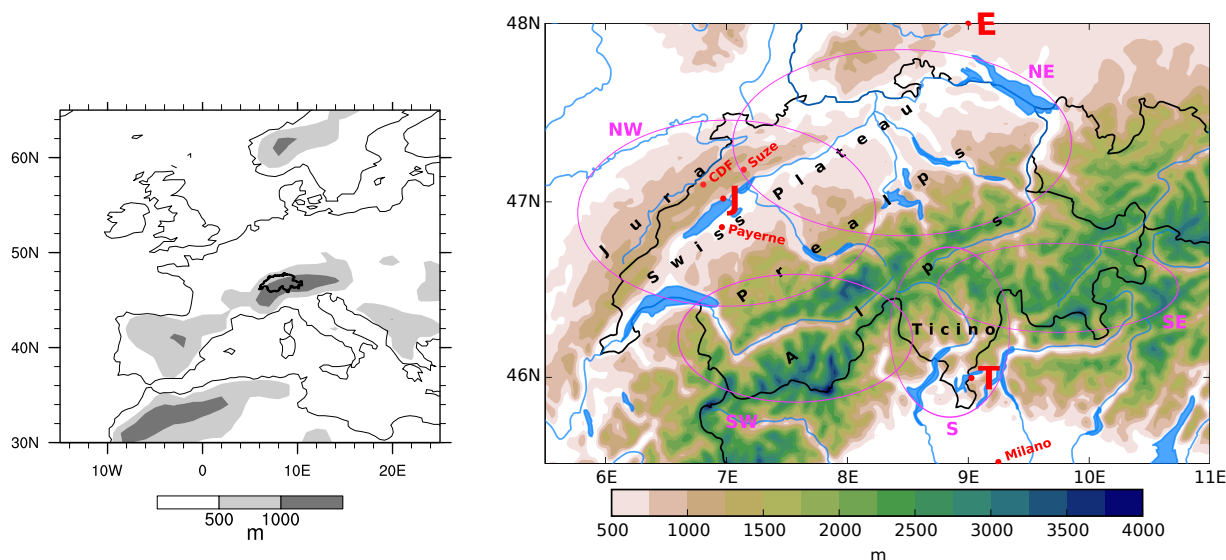 60N
50N
40N
30N
10W 0 10E 20E
500 1000
m
48N
47N
46N
6E 7E 8E 9E 10E 11E
E
NE
NW
Suze
CDF
J
Payerne
Jura
Swiss Plateau
Prealps
Alps
Ticino
T
SE
SW
S
Milano
500 1000 1500 2000 2500 3000 3500 4000
m